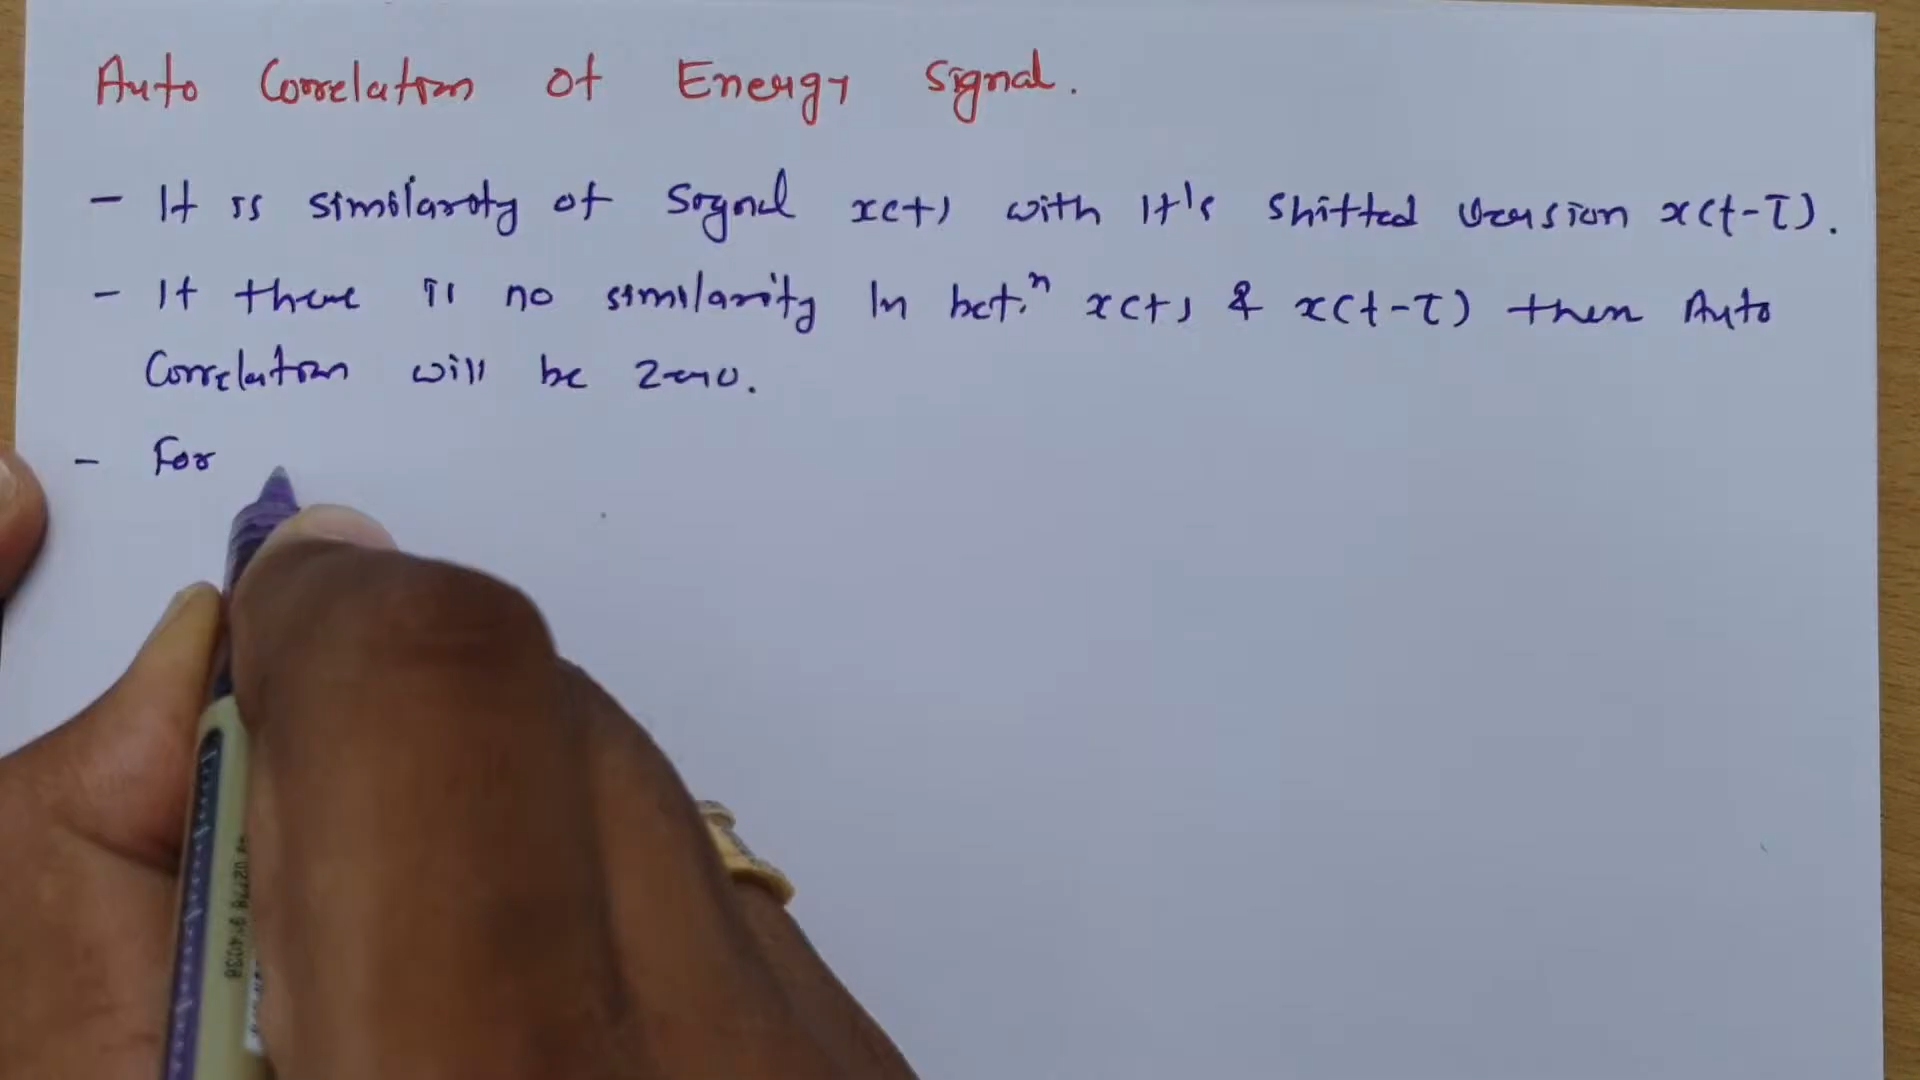 Auto Correlation of Energy Signal.
- It is similarity of Signal x(t) with it's shifted version x(t-τ).
- If there is no similarity In bet.ⁿ x(t) & x(t-τ) then Auto
Correlation will be zero.
- For